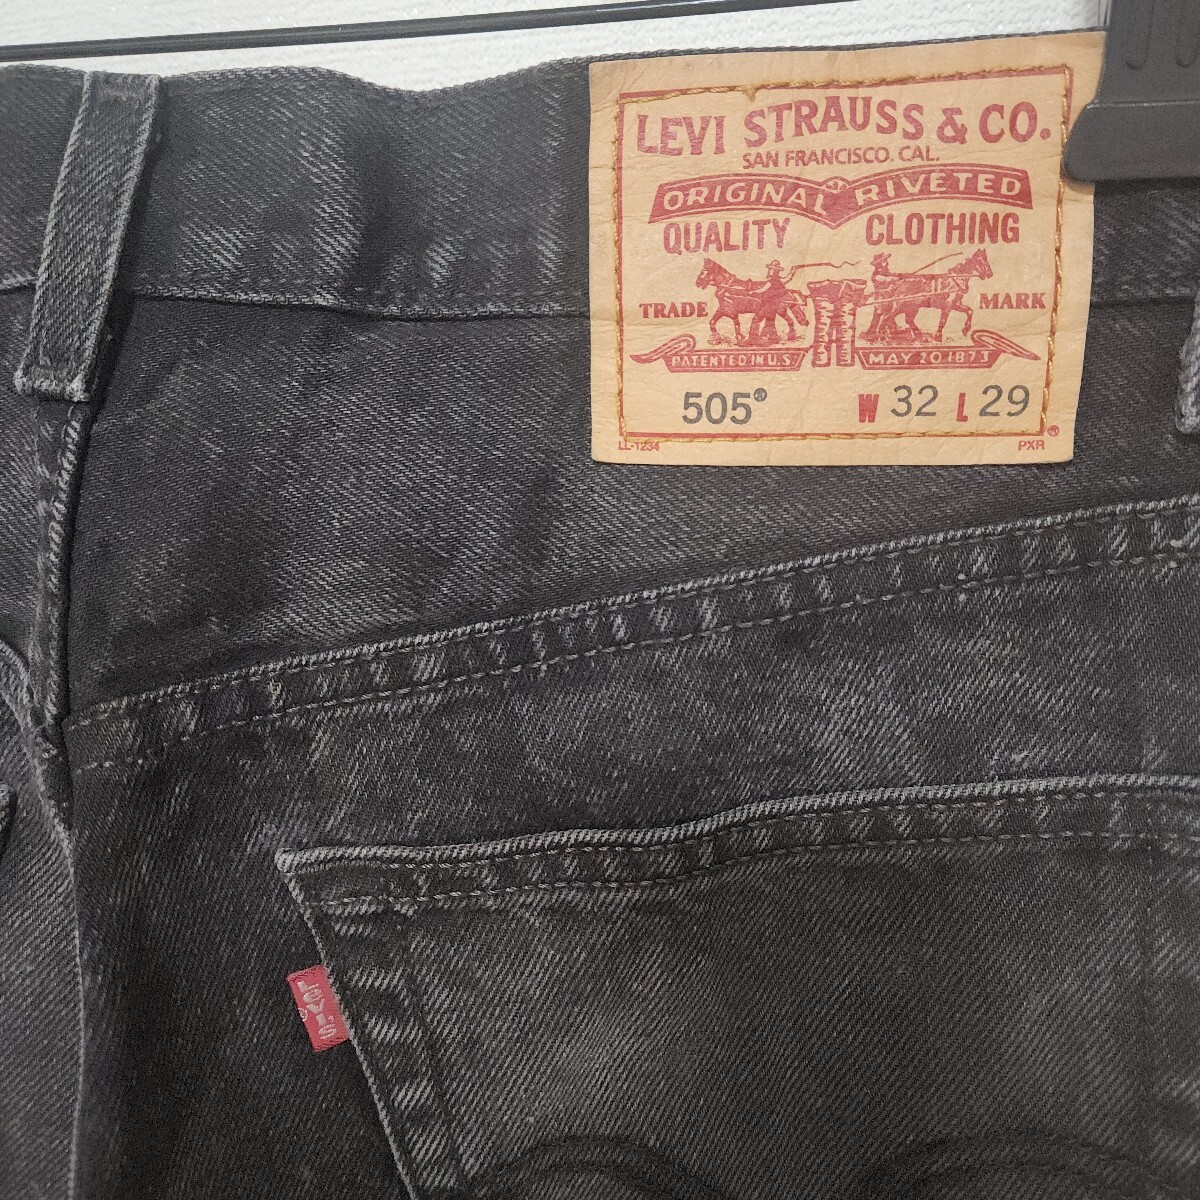 LEVI STRAUSS & CO.
SAN FRANCISCO, CAL.
ORIGINAL RIVETED
QUALITY CLOTHING
TRADE MARK
PATENTED IN U.S. MAY 20 1873
505® W 32 L 29
LL-1234 PXR ®
LEVI'S ®